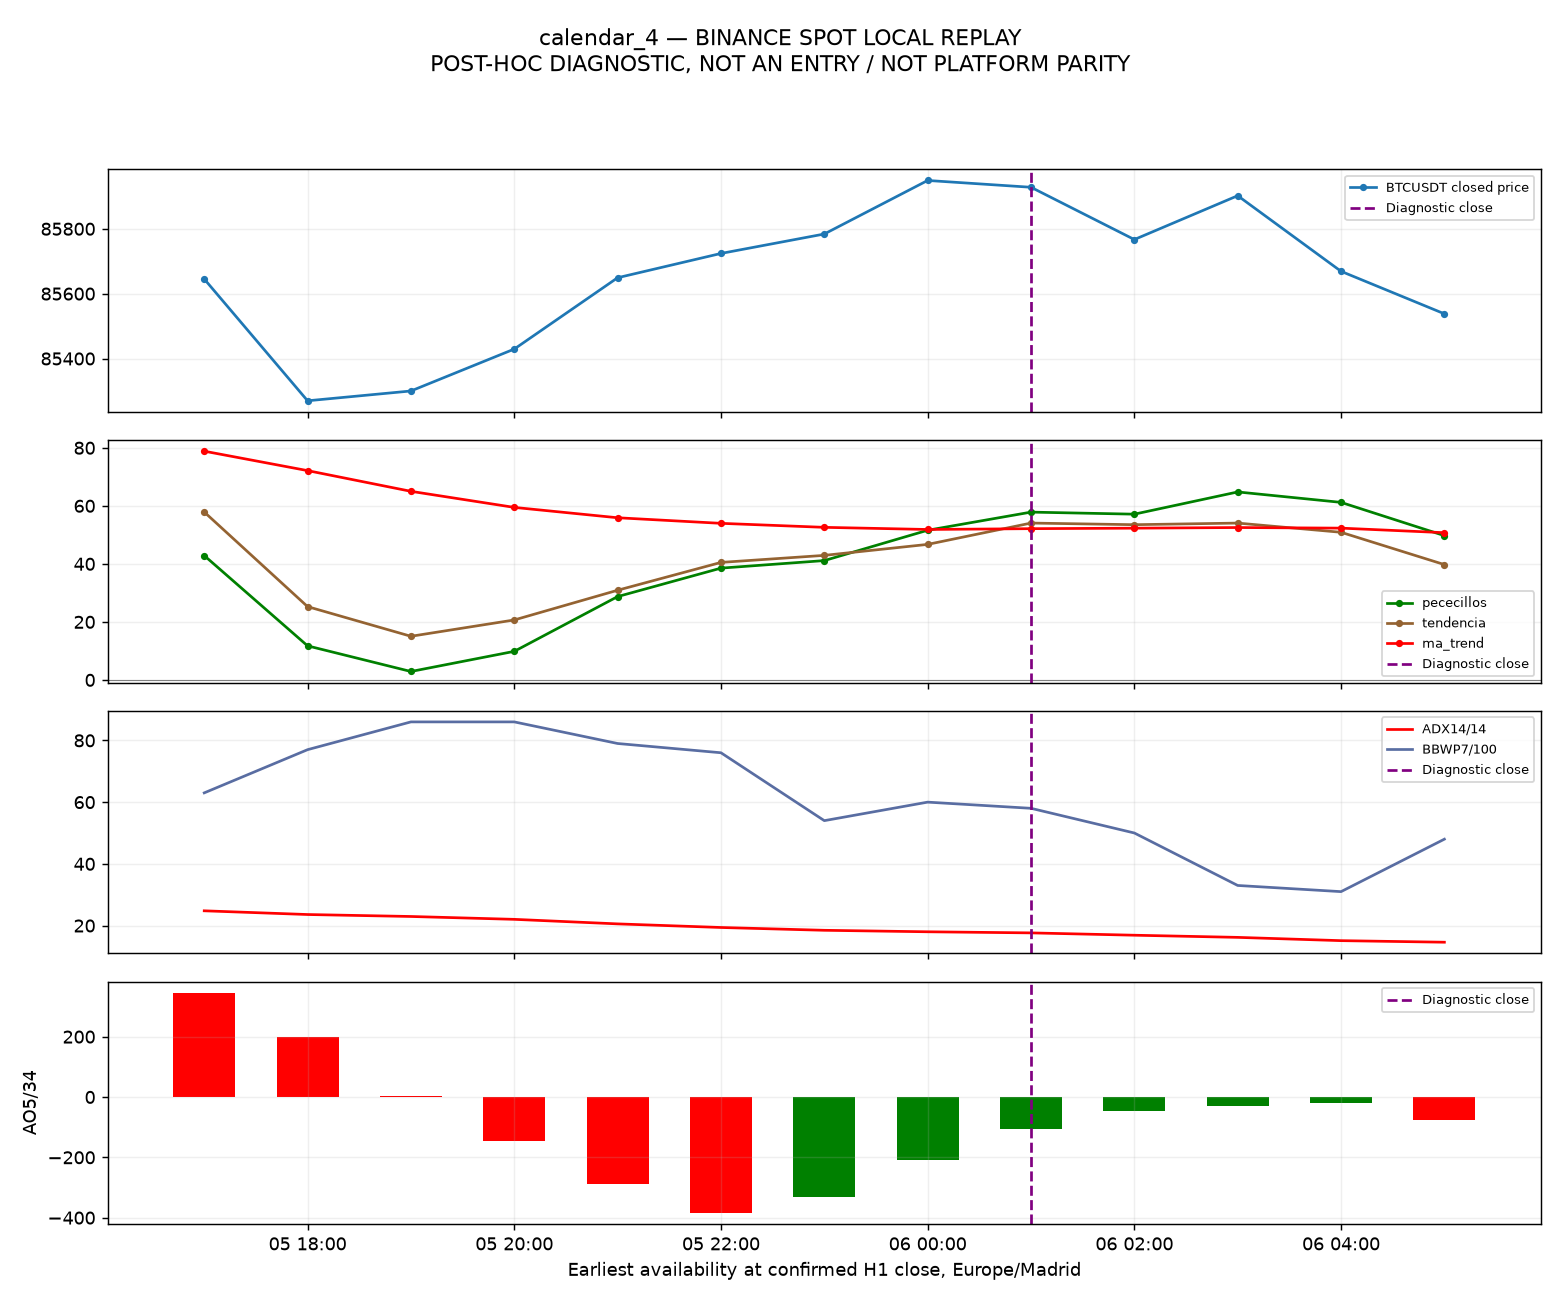 calendar_4 — BINANCE SPOT LOCAL REPLAY
POST-HOC DIAGNOSTIC, NOT AN ENTRY / NOT PLATFORM PARITY
85800
85600
85400
BTCUSDT closed price
Diagnostic close
80
60
40
20
0
pececillos
tendencia
ma_trend
Diagnostic close
80
60
40
20
ADX14/14
BBWP7/100
Diagnostic close
AO5/34
200
0
−200
−400
Diagnostic close
05 18:00
05 20:00
05 22:00
06 00:00
06 02:00
06 04:00
Earliest availability at confirmed H1 close, Europe/Madrid